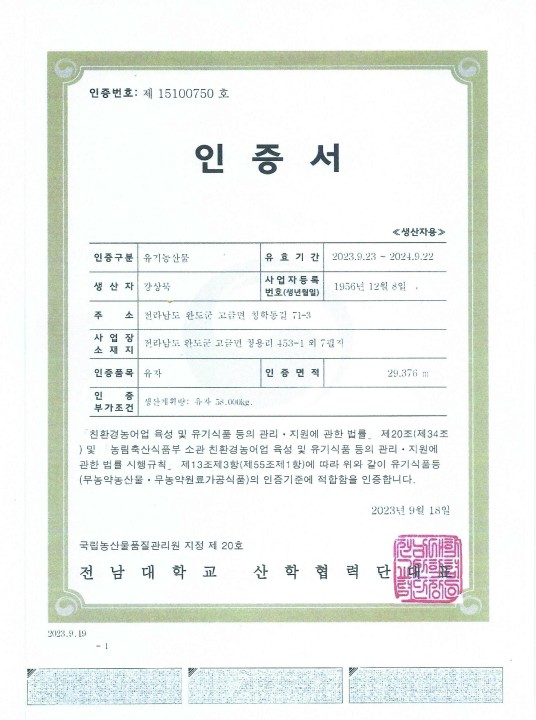 인증번호: 제 15100750 호
인 증 서
≪생산자용≫
인증구분 유기농산물 유 효 기 간 2023.9.23 - 2024.9.22
생 산 자 강상묵 사업자등록 번호(생년월일) 1956년 12월 8일
주 소 전라남도 완도군 고금면 청학동길 71-3
사 업 장 소 재 지 전라남도 완도군 고금면 청용리 453-1 외 7필지
인증품목 유자 인 증 면 적 29,376 ㎡
인 증 부가조건 생산계획량: 유자 58,000kg.
「친환경농어업 육성 및 유기식품 등의 관리ㆍ지원에 관한 법률」 제20조(제34조
) 및 「농림축산식품부 소관 친환경농어업 육성 및 유기식품 등의 관리ㆍ지원에
관한 법률 시행규칙」 제13조제3항(제55조제1항)에 따라 위와 같이 유기식품등
(무농약농산물ㆍ무농약원료가공식품)의 인증기준에 적합함을 인증합니다.
2023년 9월 18일
국립농산물품질관리원 지정 제 20호
전 남 대 학 교 산 학 협 력 단 대 표
2023.9.19
- 1